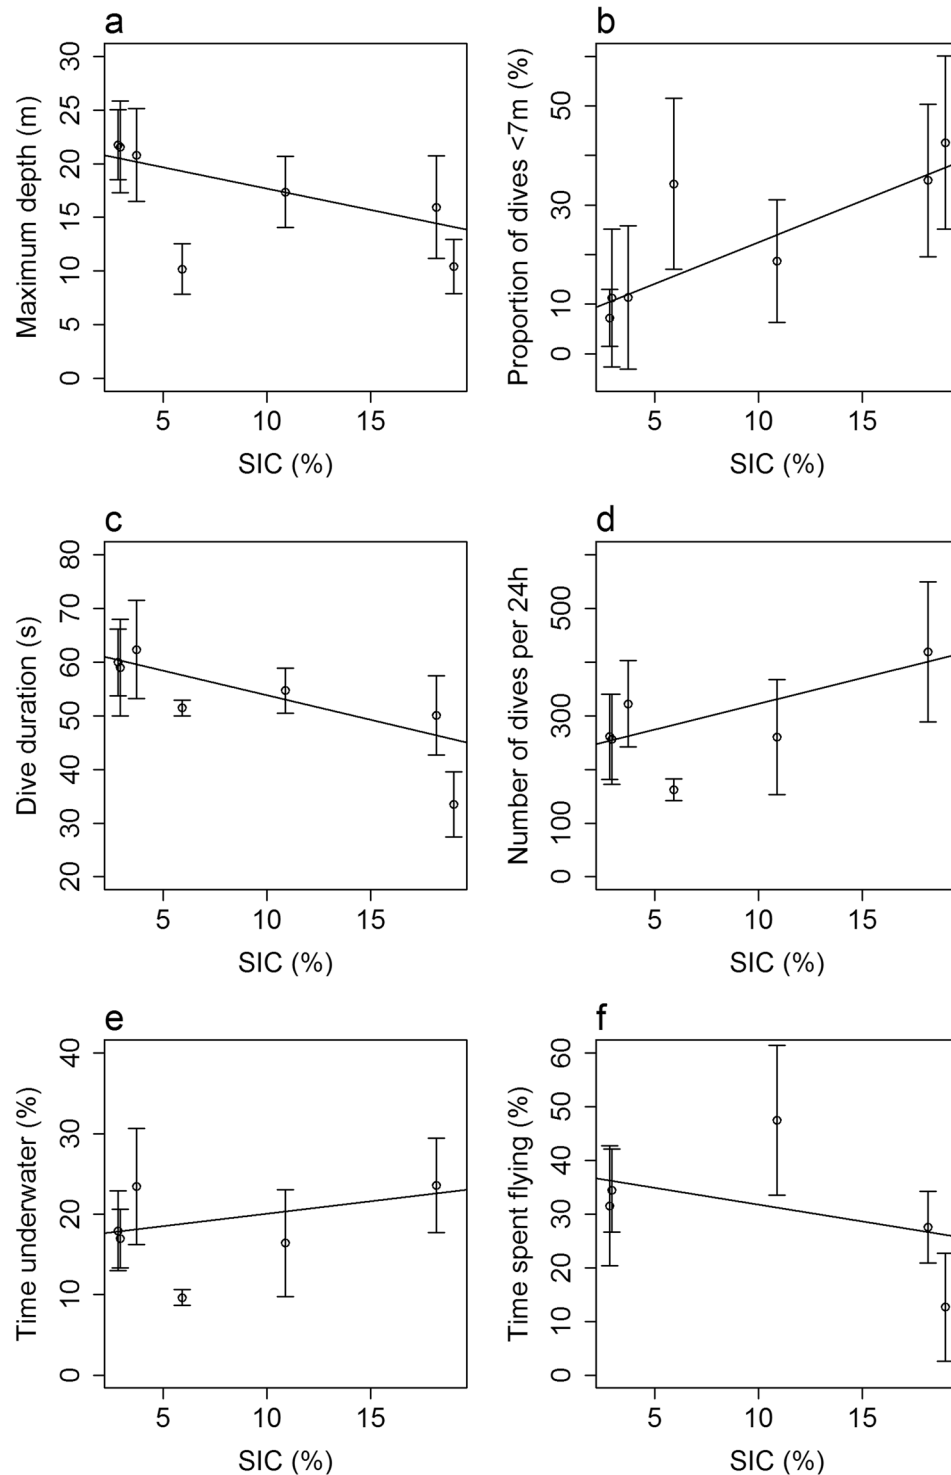 a
Maximum depth (m)
0 5 10 15 20 25 30
5 10 15
SIC (%)
b
Proportion of dives <7m (%)
0 10 30 50
5 10 15
SIC (%)
c
Dive duration (s)
20 30 40 50 60 70 80
5 10 15
SIC (%)
d
Number of dives per 24h
0 100 300 500
5 10 15
SIC (%)
e
Time underwater (%)
0 10 20 30 40
5 10 15
SIC (%)
f
Time spent flying (%)
0 10 20 30 40 50 60
5 10 15
SIC (%)